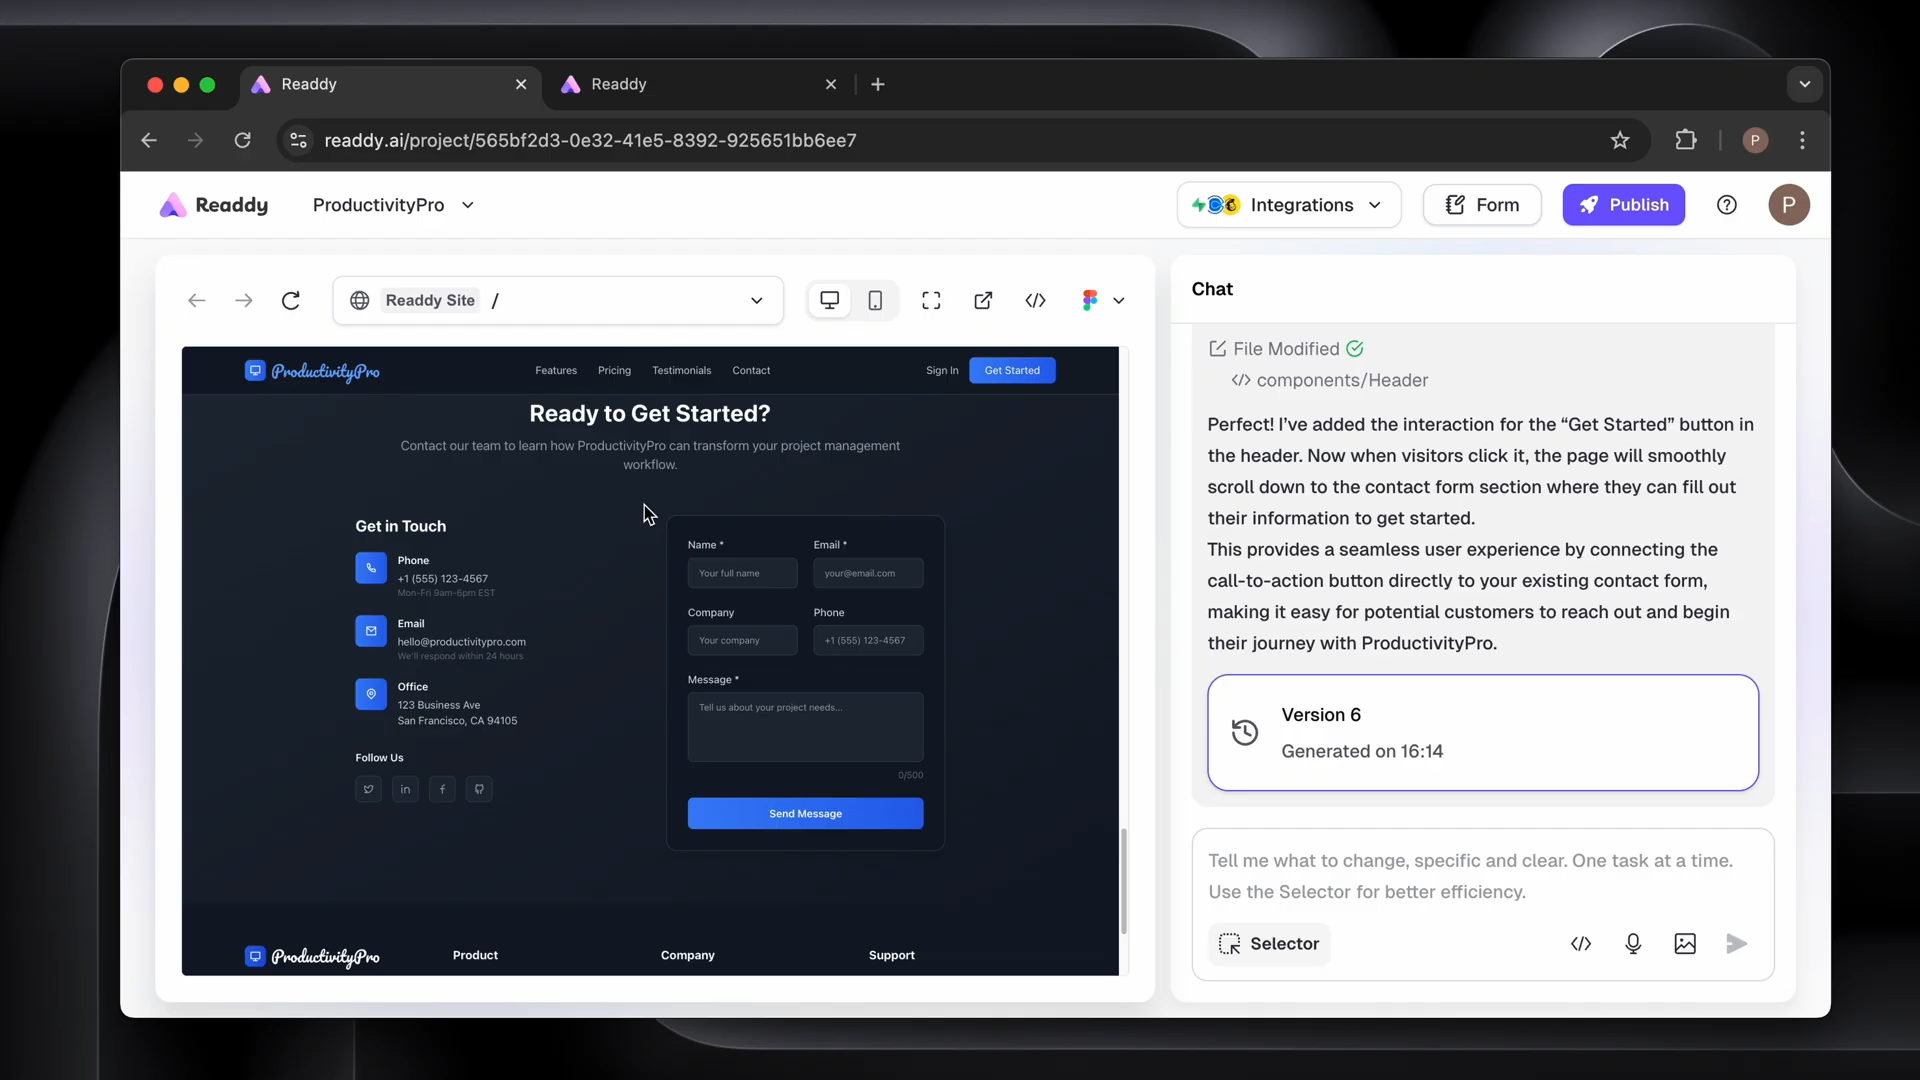 Readdy
Readdy
readdy.ai/project/565bf2d3-0e32-41e5-8392-925651bb6ee7
P
Readdy
ProductivityPro
Integrations
Form
Publish
P
Readdy Site /
ProductivityPro
Features
Pricing
Testimonials
Contact
Sign In
Get Started
Ready to Get Started?
Contact our team to learn how ProductivityPro can transform your project management
workflow.
Get in Touch
Phone
+1 (555) 123-4567
Mon-Fri 9am-6pm EST
Email
hello@productivitypro.com
We'll respond within 24 hours
Office
123 Business Ave
San Francisco, CA 94105
Follow Us
Name *
Email *
Your full name
your@email.com
Company
Phone
Your company
+1 (555) 123-4567
Message *
Tell us about your project needs...
0/500
Send Message
ProductivityPro
Product
Company
Support
Chat
File Modified
components/Header
Perfect! I've added the interaction for the “Get Started” button in
the header. Now when visitors click it, the page will smoothly
scroll down to the contact form section where they can fill out
their information to get started.
This provides a seamless user experience by connecting the
call-to-action button directly to your existing contact form,
making it easy for potential customers to reach out and begin
their journey with ProductivityPro.
Version 6
Generated on 16:14
Tell me what to change, specific and clear. One task at a time.
Use the Selector for better efficiency.
Selector